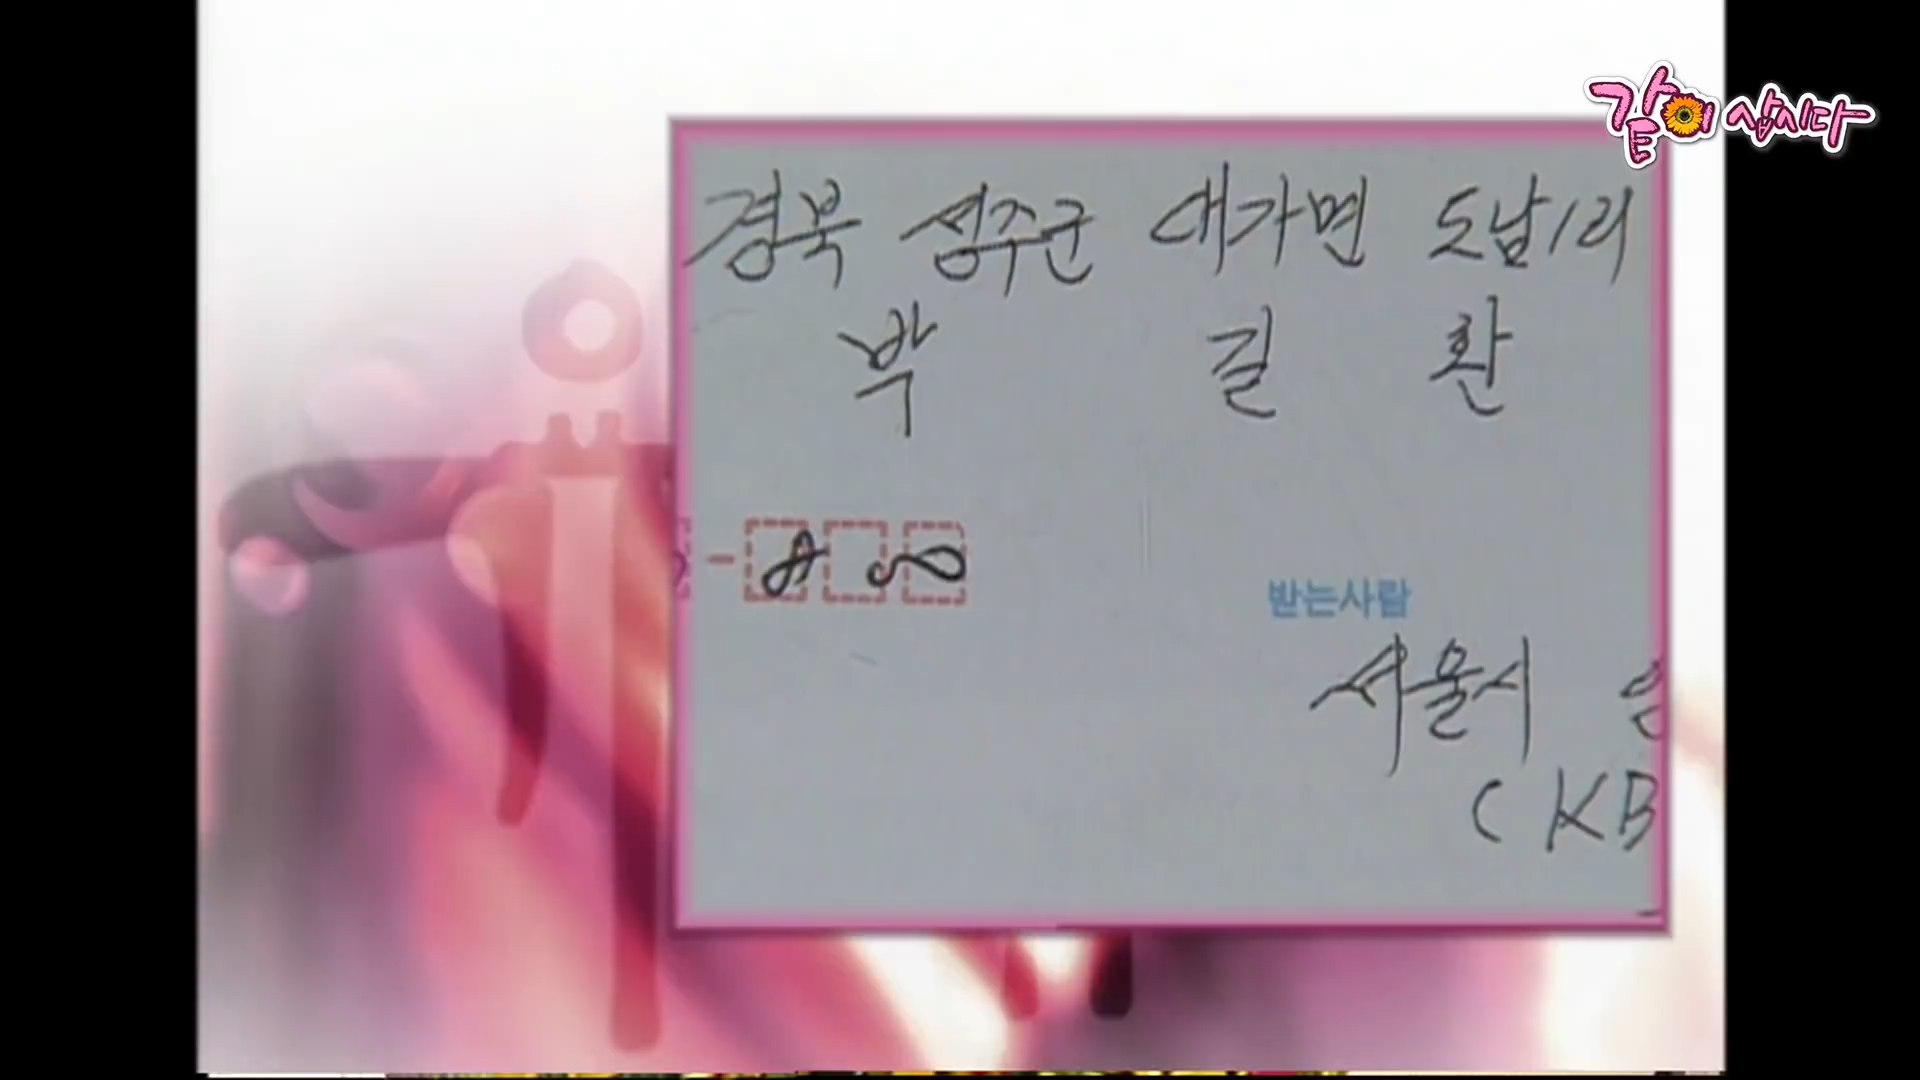 같이 삽시다
경북 성주군 대가면 도남1리
박 길 환
받는사람
서울시
(KB